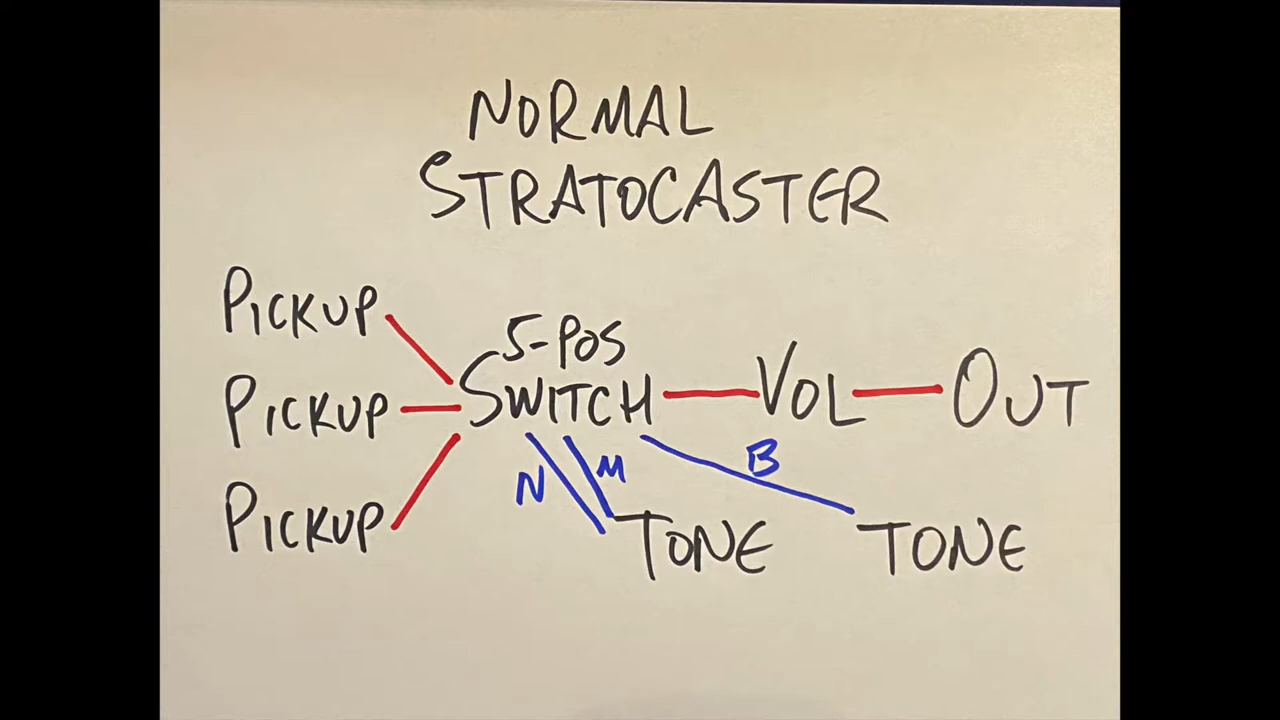 NORMAL
STRATOCASTER
PICKUP
5-POS
PICKUP SWITCH VOL OUT
PICKUP
N M B
TONE TONE